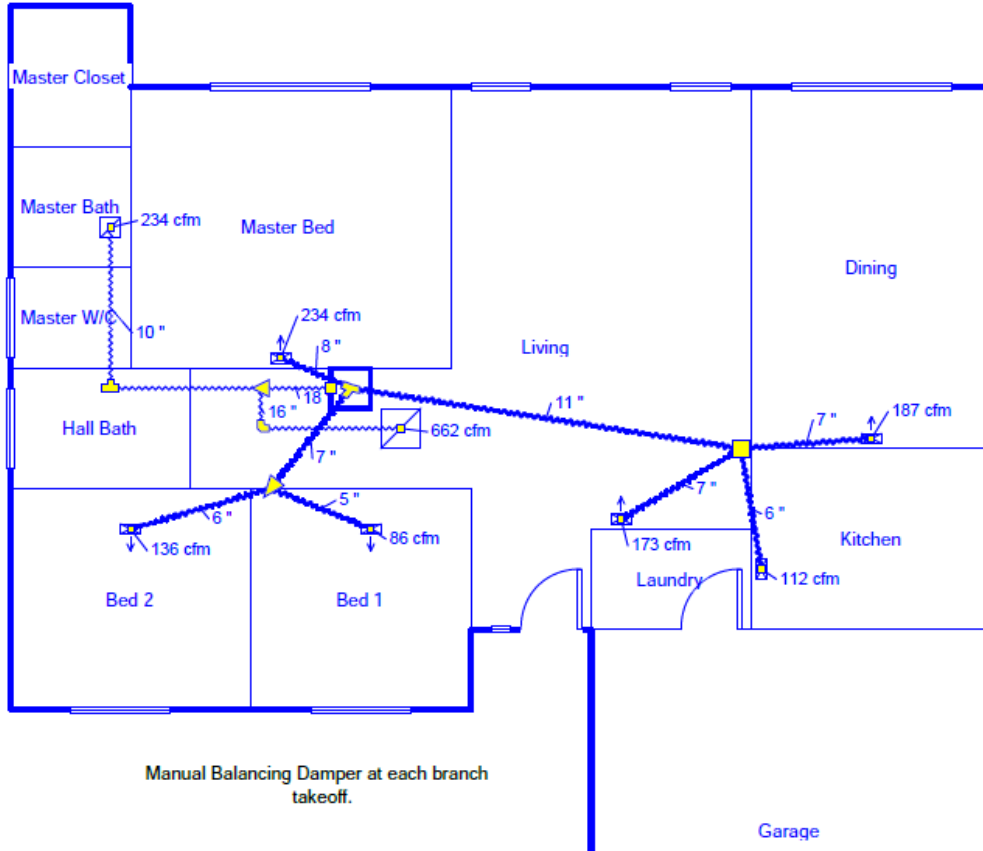 Master Closet
Master Bath
234 cfm
Master Bed
Dining
Master W/C
10 "
234 cfm
8 "
Living
18
11 "
16 "
Hall Bath
662 cfm
7 "
187 cfm
7 "
7 "
6 "
5 "
6 "
136 cfm
86 cfm
173 cfm
Kitchen
112 cfm
Laundry
Bed 2
Bed 1
Manual Balancing Damper at each branch
takeoff.
Garage